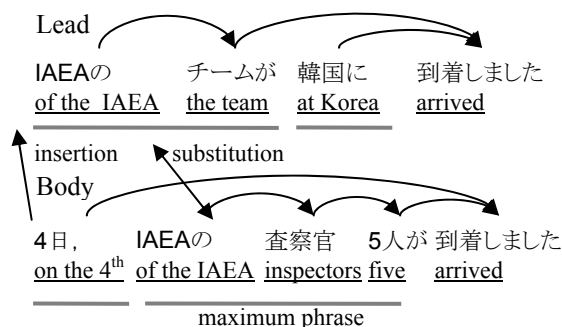 Lead
IAEAの チームが 韓国に 到着しました
of the IAEA the team at Korea arrived
insertion substitution
Body
4日, IAEAの 査察官 5人が 到着しました
on the 4th of the IAEA inspectors five arrived
maximum phrase